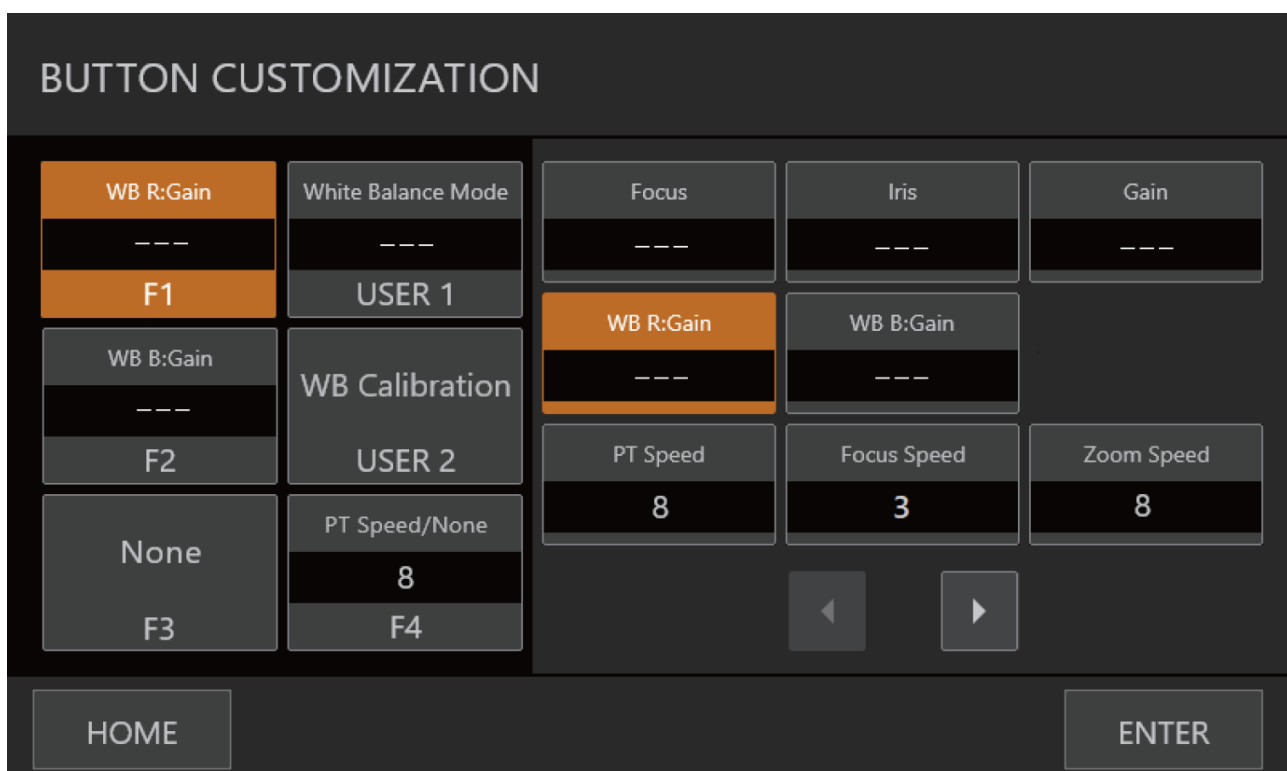 BUTTON CUSTOMIZATION
WB R:Gain
---
F1
White Balance Mode
---
USER 1
WB B:Gain
---
F2
WB Calibration
USER 2
None
F3
PT Speed/None
8
F4
Focus
---
Iris
---
Gain
---
WB R:Gain
---
WB B:Gain
---
PT Speed
8
Focus Speed
3
Zoom Speed
8
HOME
ENTER